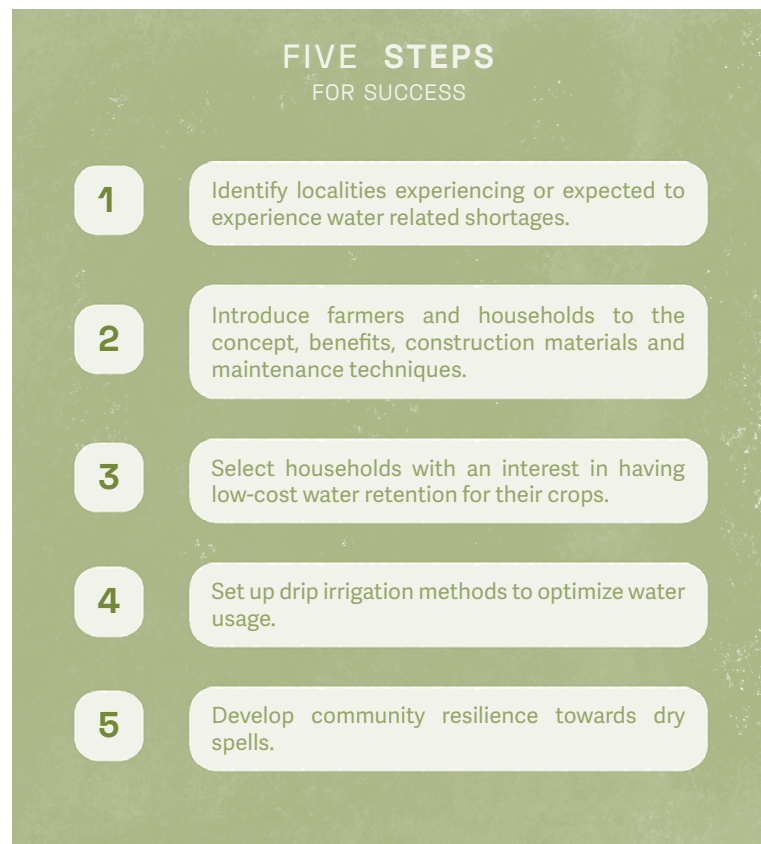 FIVE STEPS
FOR SUCCESS
1
Identify localities experiencing or expected to
experience water related shortages.
2
Introduce farmers and households to the
concept, benefits, construction materials and
maintenance techniques.
3
Select households with an interest in having
low-cost water retention for their crops.
4
Set up drip irrigation methods to optimize water
usage.
5
Develop community resilience towards dry
spells.